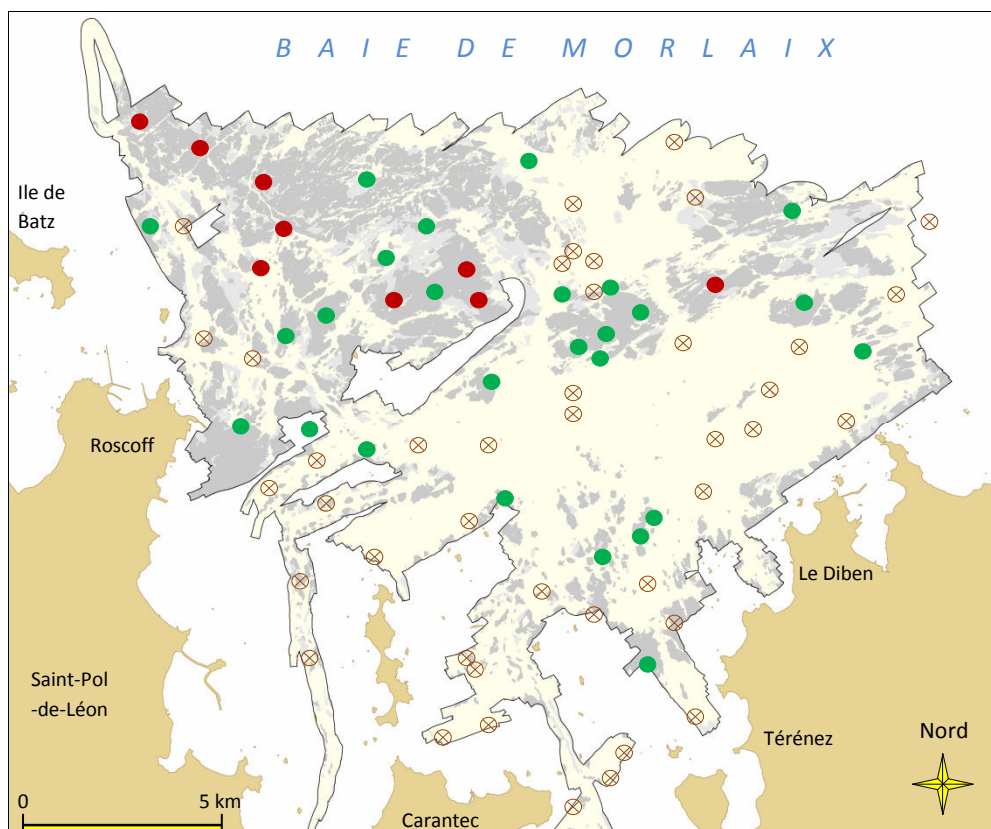 B A I E D E M O R L A I X
Ile de
Batz
Roscoff
Le Diben
Saint-Pol
-de-Léon
Térénez
Nord
0 5 km
Carantec